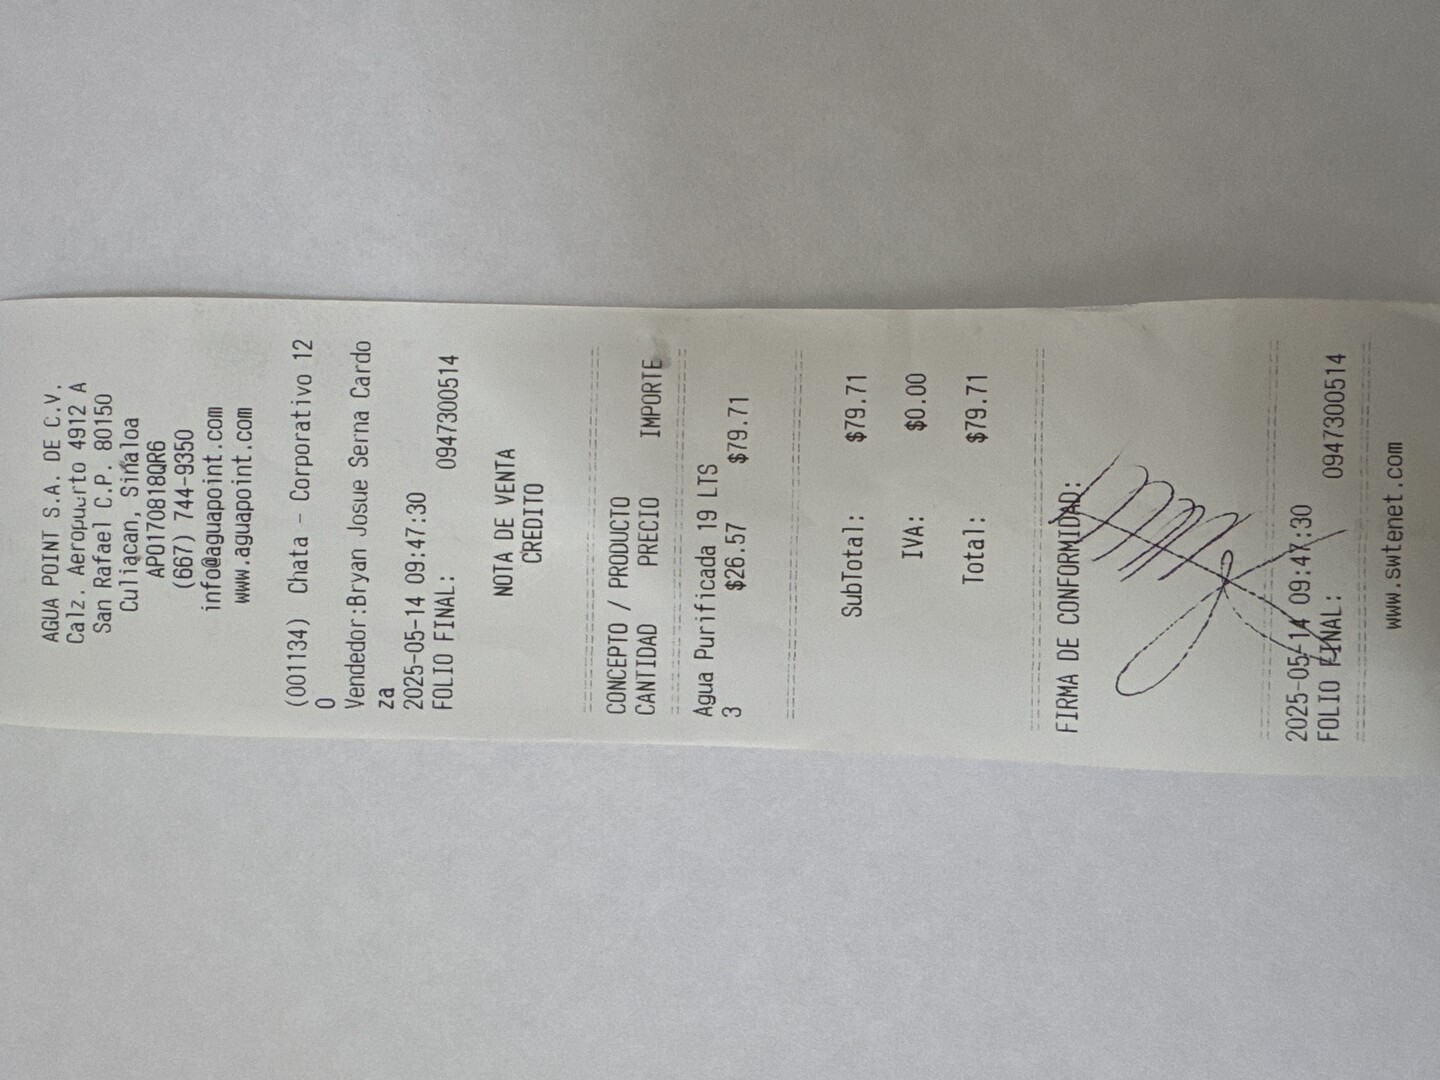 AGUA POINT S.A. DE C.V.
Calz. Aeropuerto 4912 A
San Rafael C.P. 80150
Culiacan, Sinaloa
APO170818QR6
(667) 744-9350
info@aguapoint.com
www.aguapoint.com
(001134) Chata - Corporativo 12
0
Vendedor:Bryan Josue Serna Cardo
za
2025-05-14 09:47:30
FOLIO FINAL: 0947300514
NOTA DE VENTA
CREDITO
CONCEPTO / PRODUCTO
CANTIDAD PRECIO IMPORTE
Agua Purificada 19 LTS
3 $26.57 $79.71
SubTotal: $79.71
IVA: $0.00
Total: $79.71
FIRMA DE CONFORMIDAD:
2025-05-14 09:47:30
FOLIO FINAL: 0947300514
www.swtenet.com